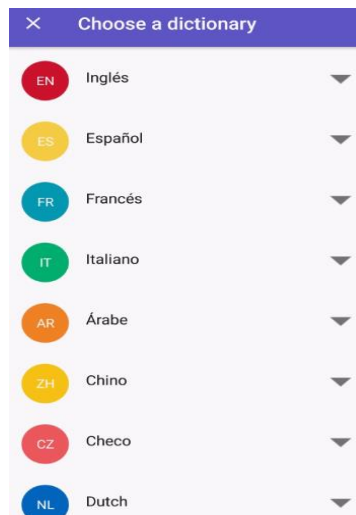 × Choose a dictionary
EN Inglés
ES Español
FR Francés
IT Italiano
AR Árabe
ZH Chino
CZ Checo
NL Dutch